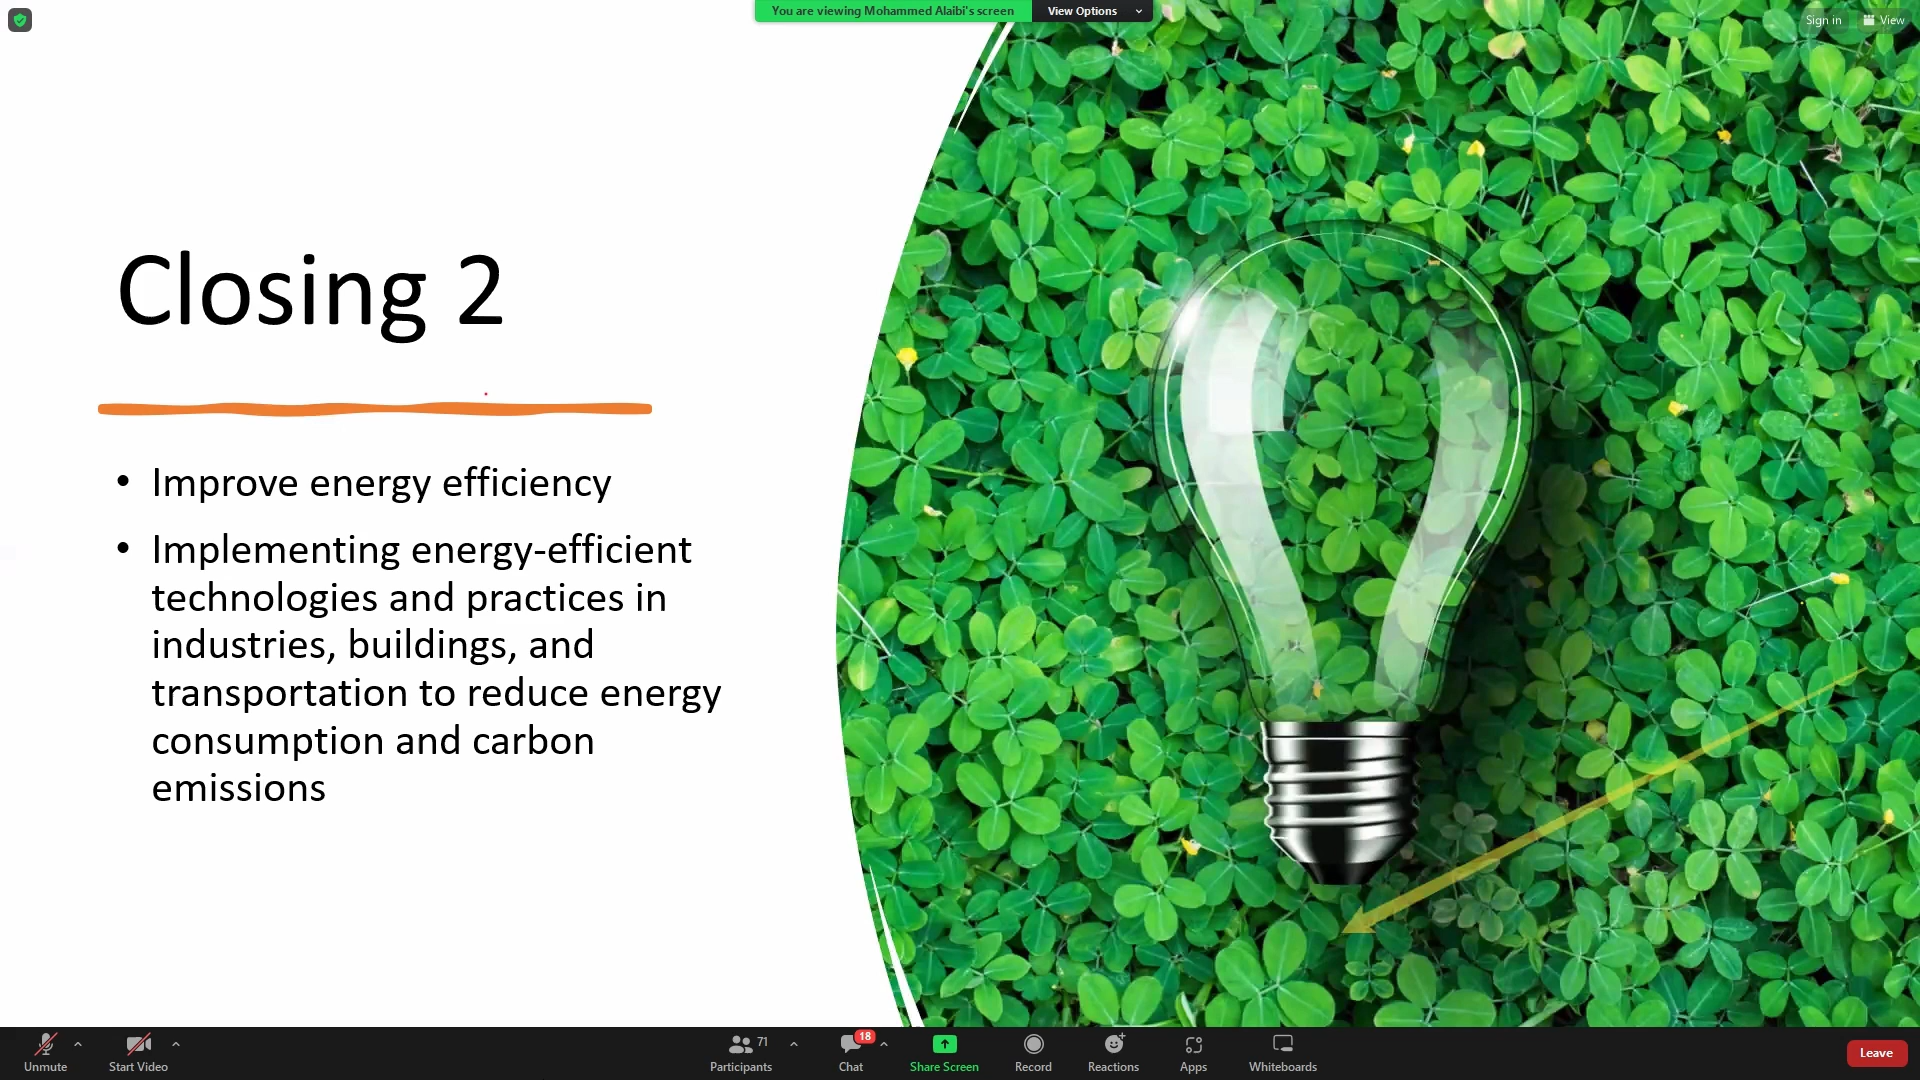 You are viewing Mohammed Alaibi's screen
View Options
Sign in
View
Closing 2
• Improve energy efficiency
• Implementing energy-efficient
technologies and practices in
industries, buildings, and
transportation to reduce energy
consumption and carbon
emissions
Unmute
Start Video
71
Participants
18
Chat
Share Screen
Record
Reactions
Apps
Whiteboards
Leave